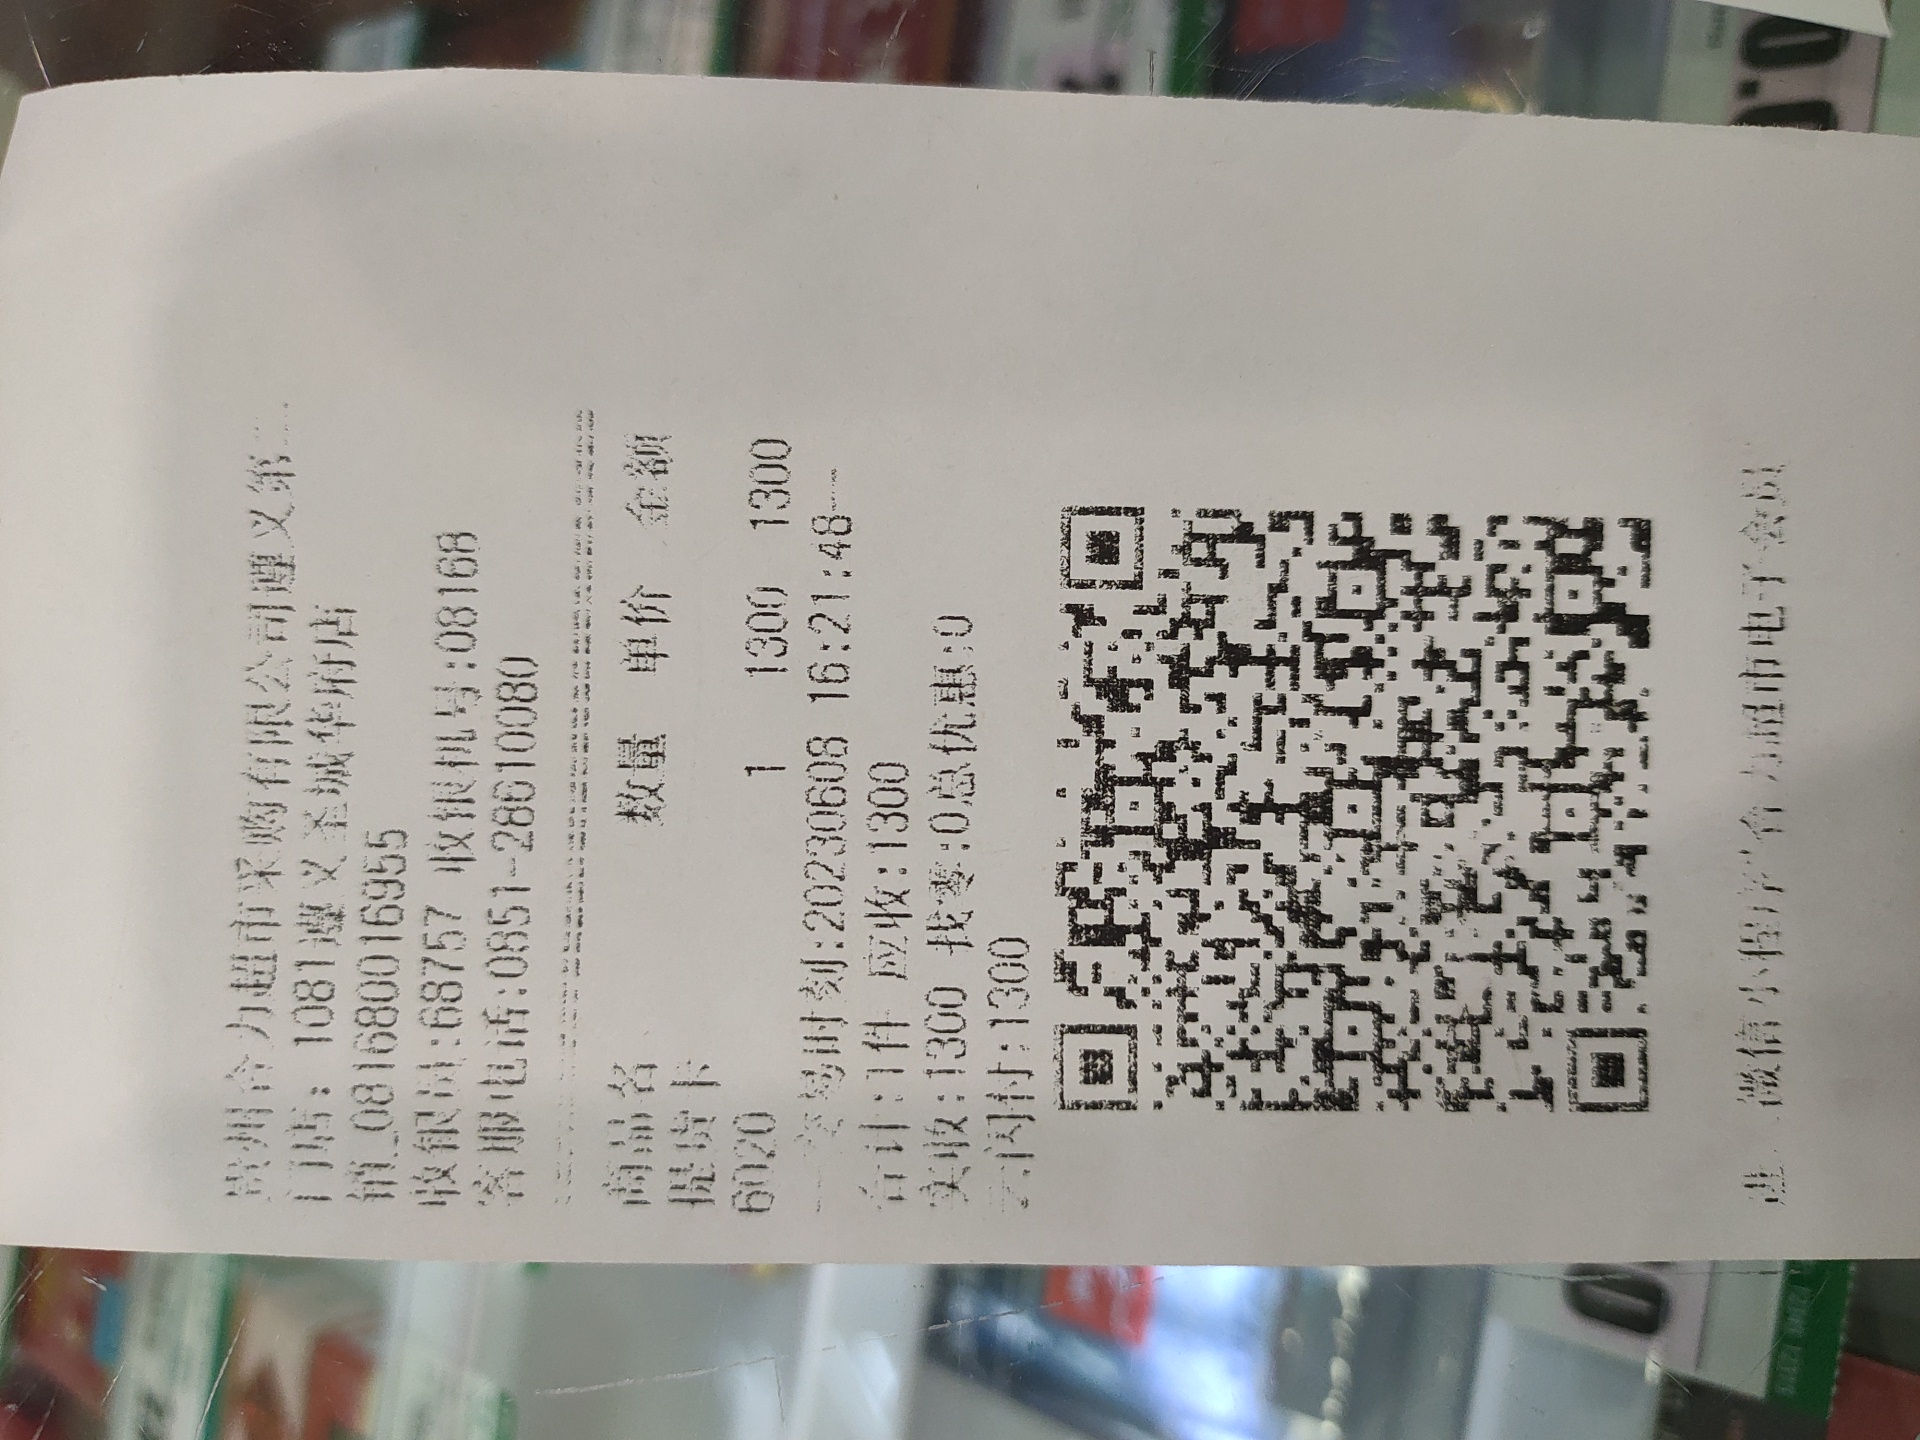 贵州合力超市采购有限公司遵义第
门店: 1081遵义圣城华府店
销_081680016955
收银员:68757 收银机号:08168
客服电话:0851-28610080
商品名 数量 单价 金额
提货卡
6020 1 1300 1300
交易时刻:20230608 16:21:48
合计:1件 应收:1300
实收:1300 找零:0总优惠:0
云闪付:1300
微信小程序 合力超市电子会员